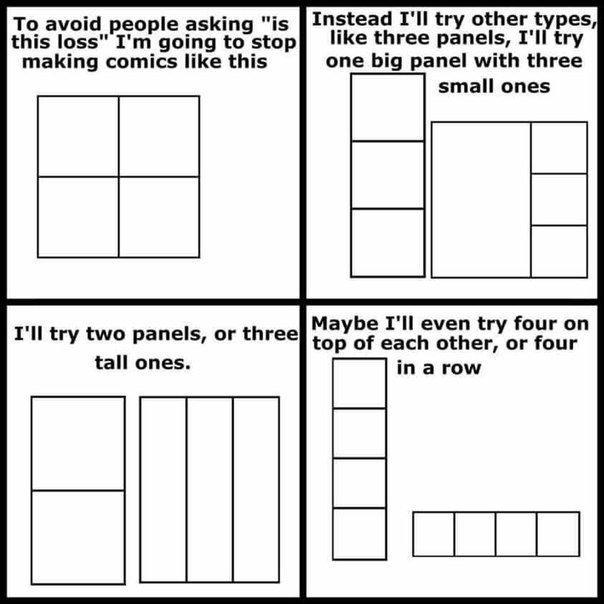 To avoid people asking "is
this loss" I'm going to stop
making comics like this
Instead I'll try other types,
like three panels, I'll try
one big panel with three
small ones
I'll try two panels, or three
tall ones.
Maybe I'll even try four on
top of each other, or four
in a row